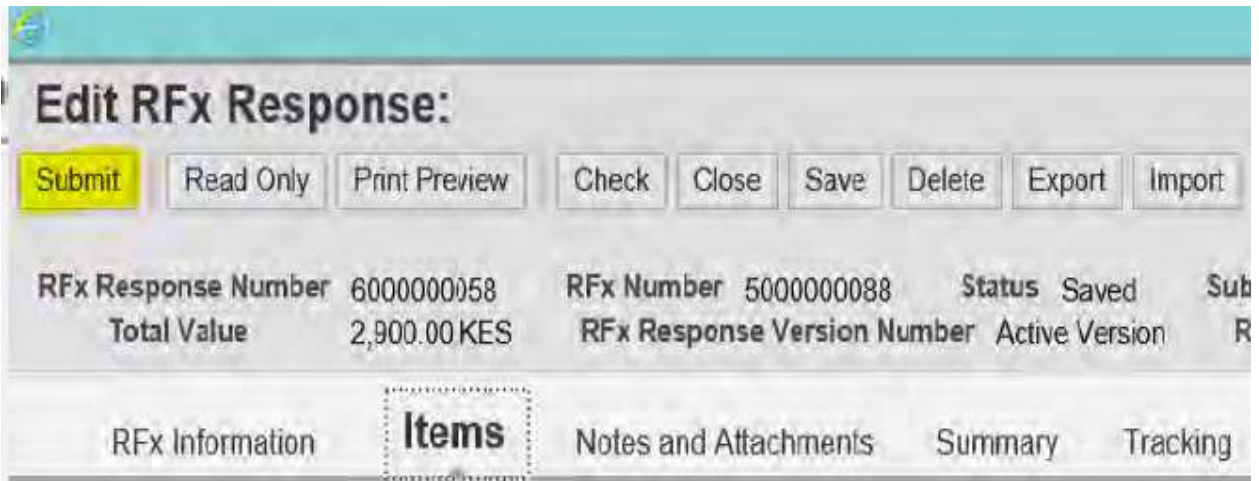 Edit RFx Response:
Submit Read Only Print Preview Check Close Save Delete Export Import
RFx Response Number 6000000058 RFx Number 5000000088 Status Saved
Total Value 2,900.00 KES RFx Response Version Number Active Version
RFx Information Items Notes and Attachments Summary Tracking